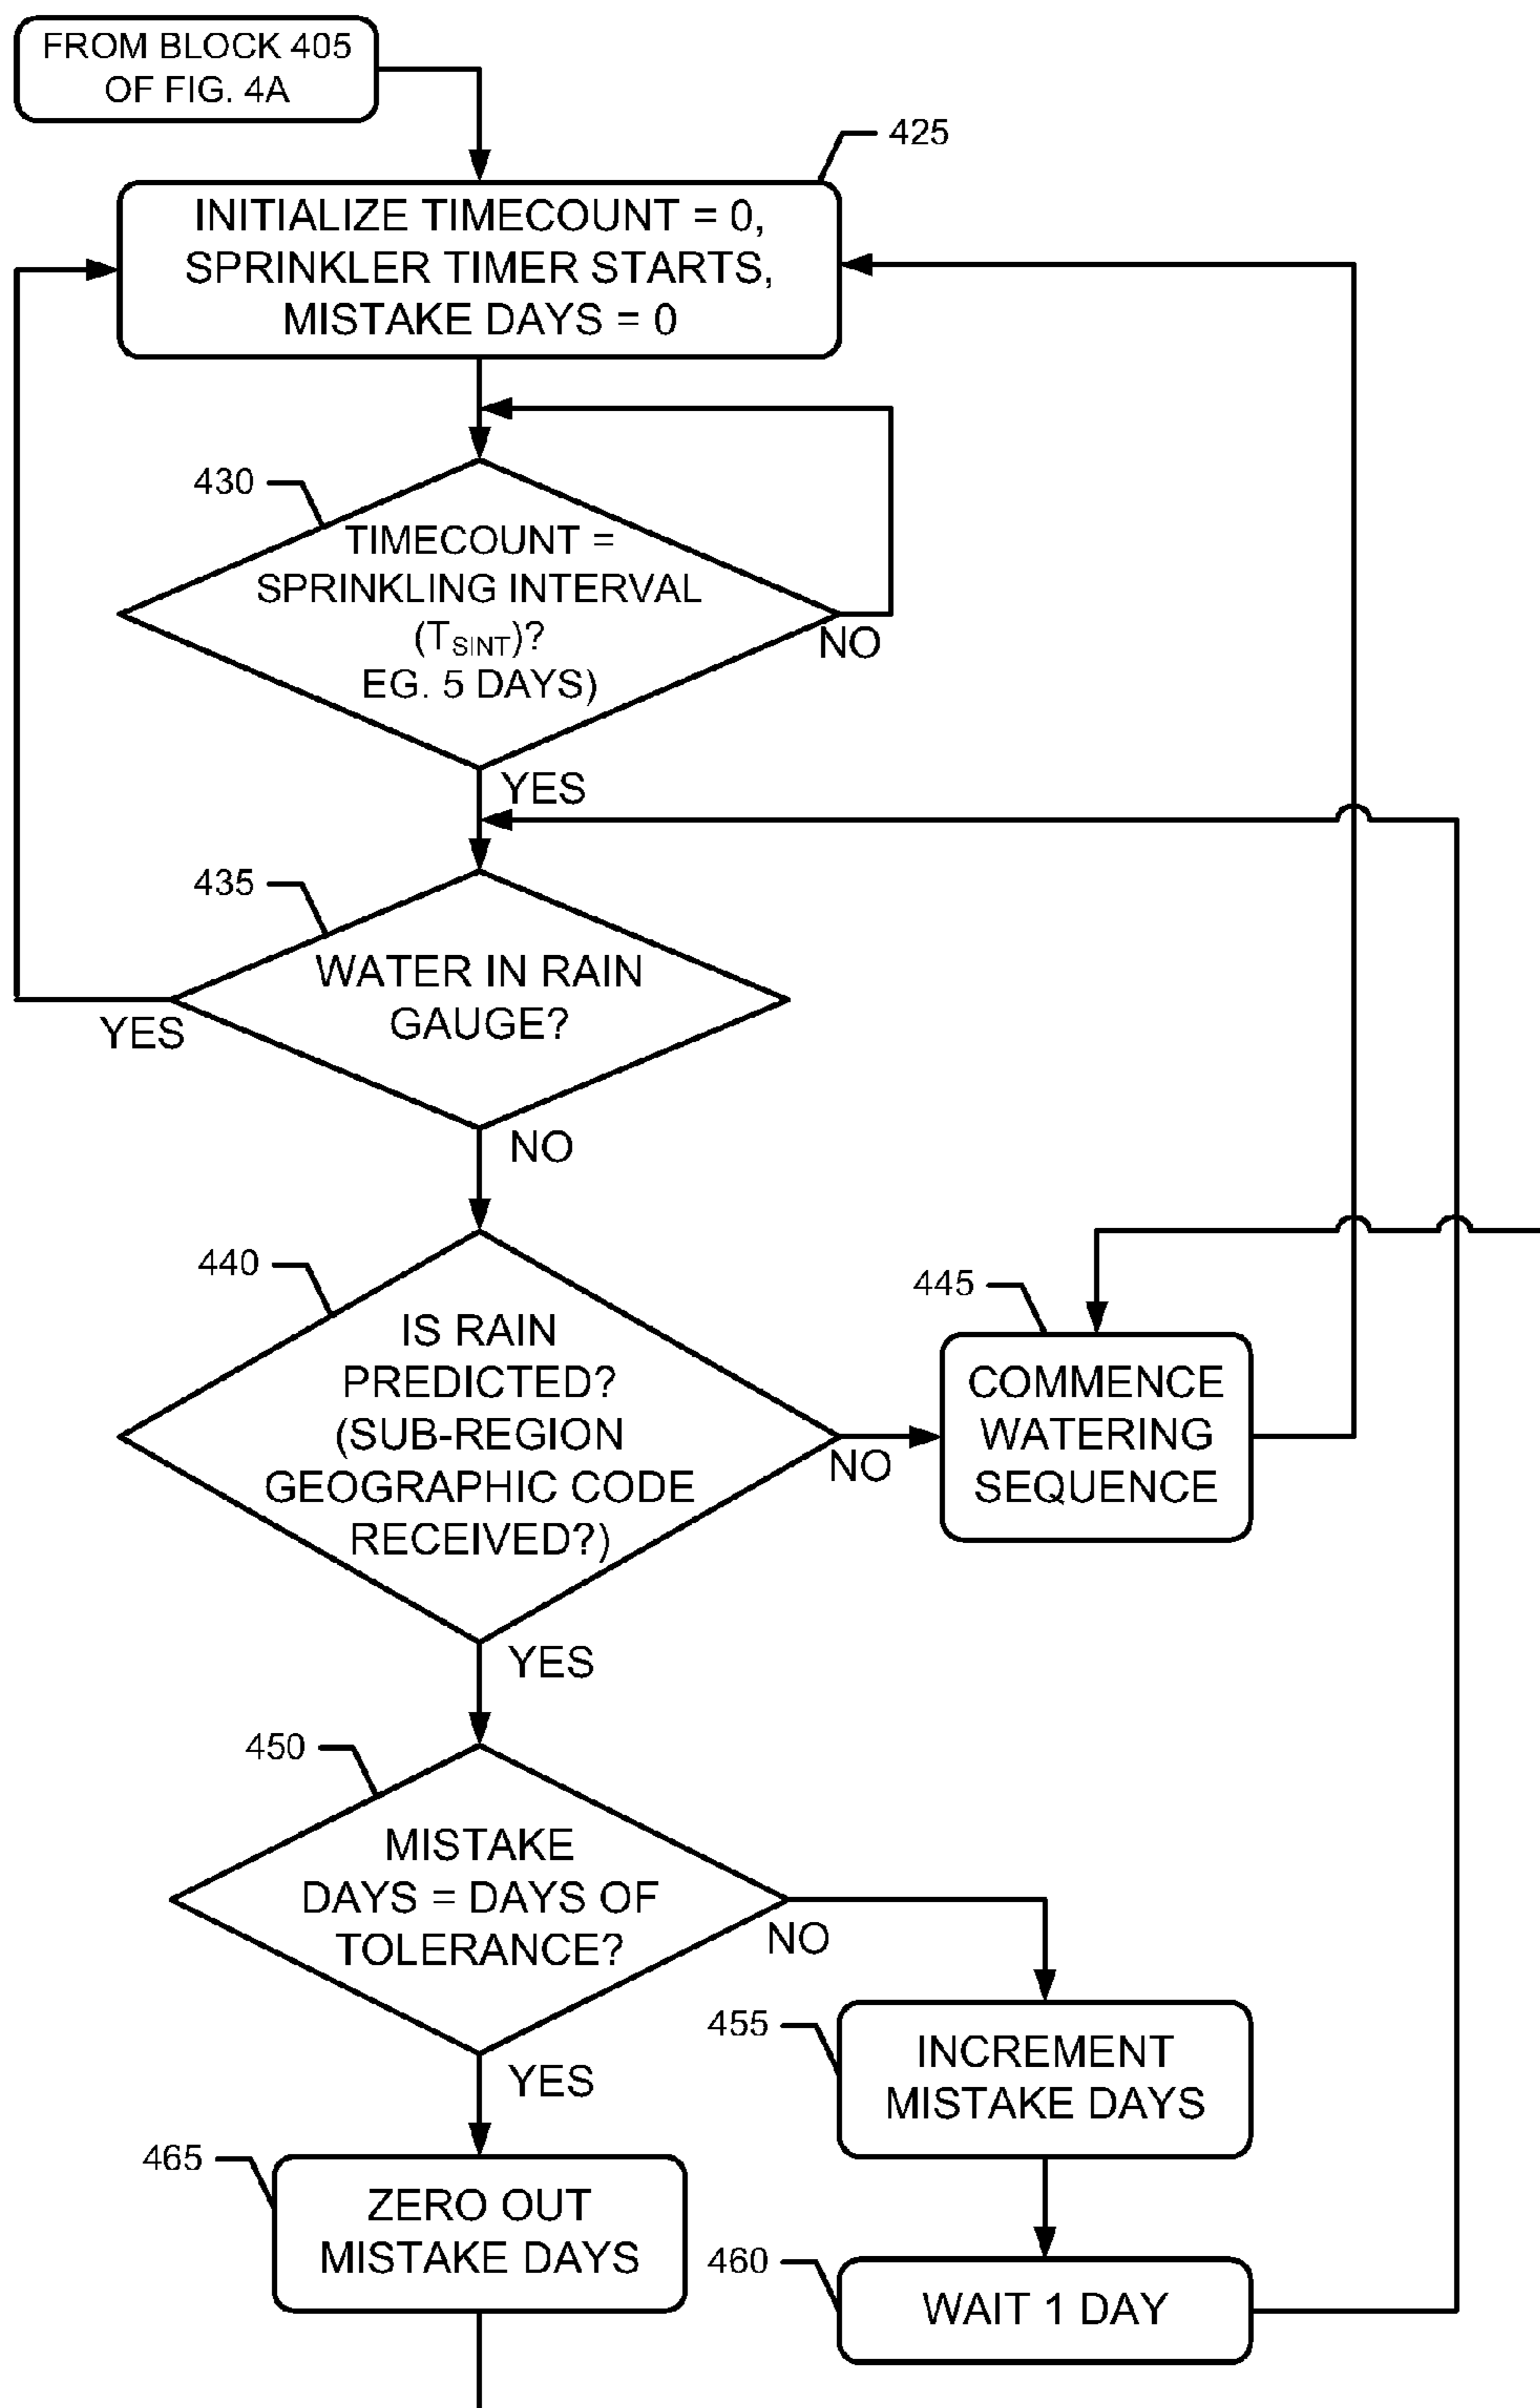 FROM BLOCK 405
OF FIG. 4A
425
INITIALIZE TIMECOUNT = 0,
SPRINKLER TIMER STARTS,
MISTAKE DAYS = 0
430
TIMECOUNT =
SPRINKLING INTERVAL
(TSINT)?
EG. 5 DAYS)
NO
YES
435
WATER IN RAIN
GAUGE?
YES
NO
440
IS RAIN
PREDICTED?
(SUB-REGION
GEOGRAPHIC CODE
RECEIVED?)
NO
445
COMMENCE
WATERING
SEQUENCE
YES
450
MISTAKE
DAYS = DAYS OF
TOLERANCE?
NO
455
INCREMENT
MISTAKE DAYS
YES
465
ZERO OUT
MISTAKE DAYS
460
WAIT 1 DAY